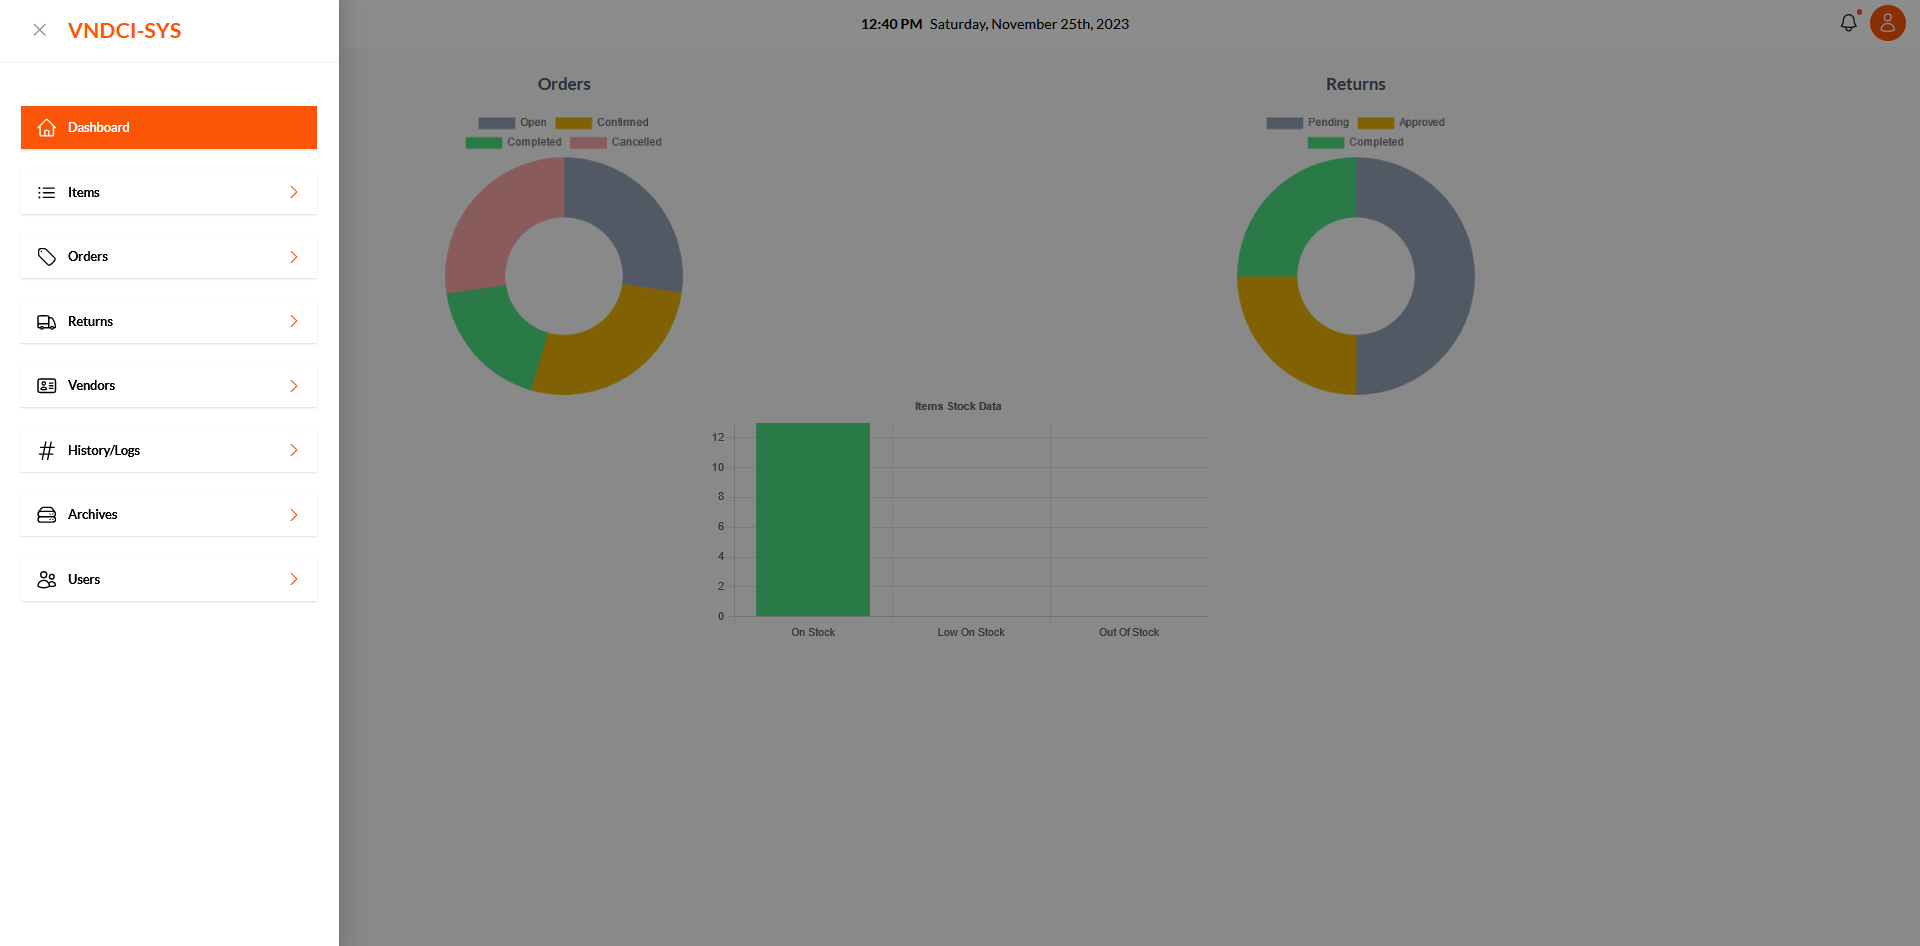 VNDCI-SYS
12:40 PM Saturday, November 25th, 2023
Dashboard
Items
Orders
Returns
Vendors
History/Logs
Archives
Users
Orders
Open Confirmed
Completed Cancelled
Returns
Pending Approved
Completed
Items Stock Data
12
10
8
6
4
2
0
On Stock Low On Stock Out Of Stock